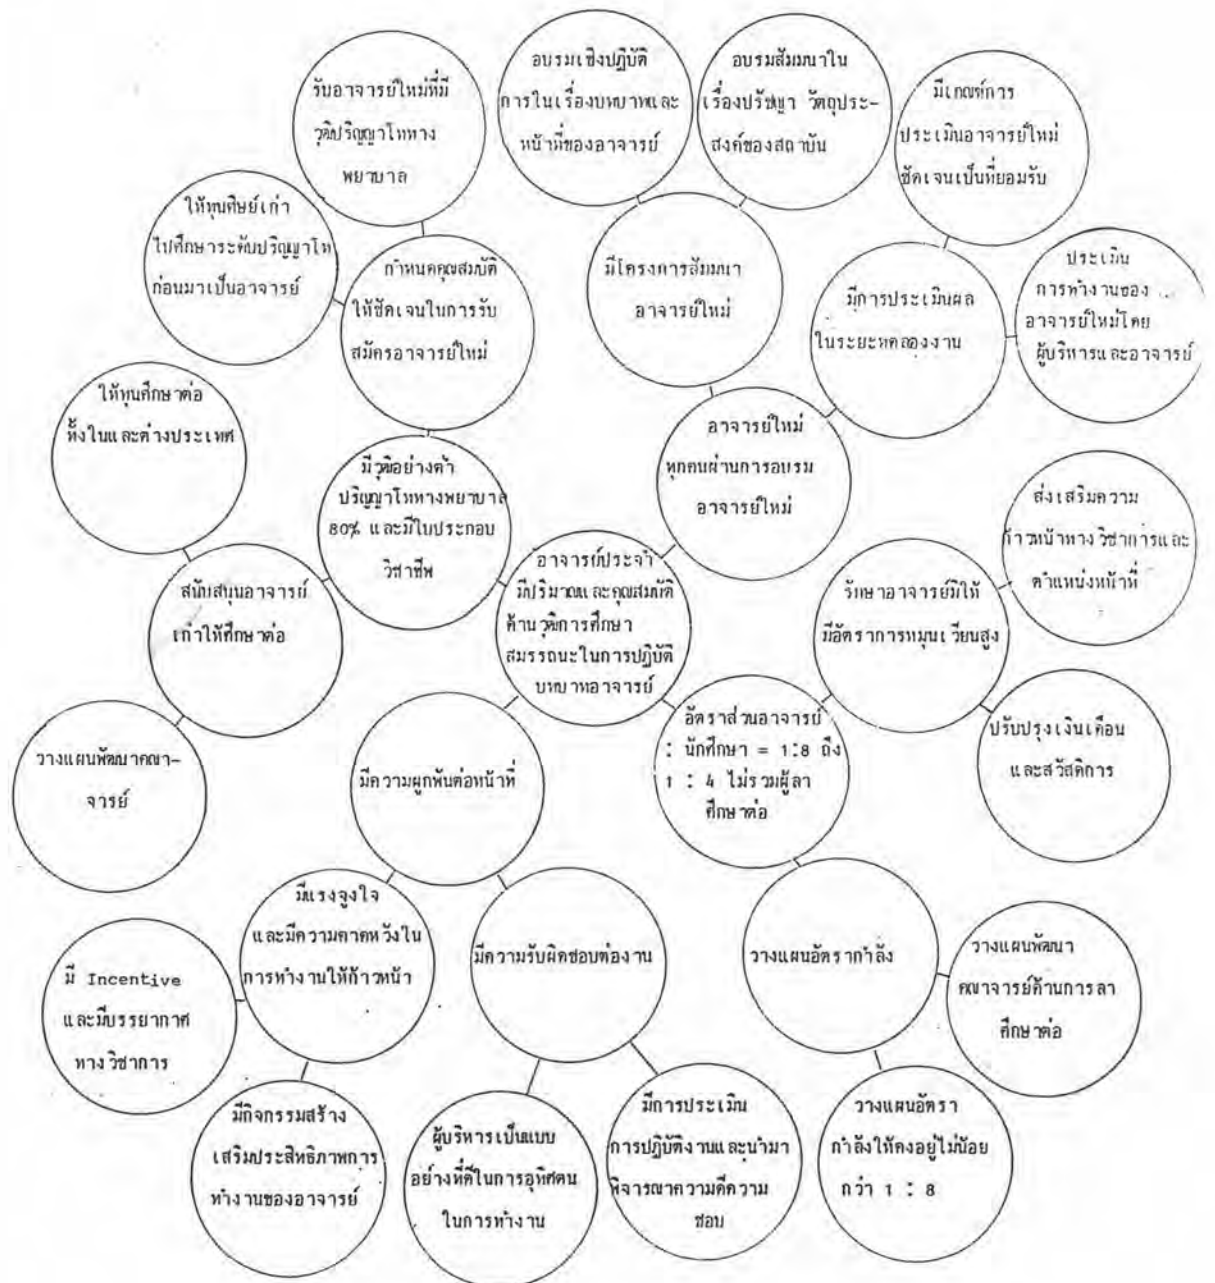 อบรมเชิงปฏิบัติ
การในเรื่องบทบาทและ
หน้าที่ของอาจารย์
อบรมสัมมนาใน
เรื่องปรัชญา วัตถุประ-
สงค์ของสถาบัน
รับอาจารย์ใหม่ที่มี
วุฒิปริญญาโททาง
พยาบาล
มีเกณฑ์การ
ประเมินอาจารย์ใหม่
ชัดเจนเป็นที่ยอมรับ
ให้ทุนศิษย์เก่า
ไปศึกษาระดับปริญญาโท
ก่อนมาเป็นอาจารย์
กำหนดคุณสมบัติ
ให้ชัดเจนในการรับ
สมัครอาจารย์ใหม่
มีโครงการสัมมนา
อาจารย์ใหม่
มีการประเมินผล
ในระยะทดลองงาน
ประเมิน
การทำงานของ
อาจารย์ใหม่โดย
ผู้บริหารและอาจารย์
ให้ทุนศึกษาต่อ
ทั้งในและต่างประเทศ
มีวุฒิอย่างต่ำ
ปริญญาโททางพยาบาล
80% และมีใบประกอบ
วิชาชีพ
อาจารย์ใหม่
ทุกคนผ่านการอบรม
อาจารย์ใหม่
ส่งเสริมความ
ก้าวหน้าทางวิชาการและ
ตำแหน่งหน้าที่
สนับสนุนอาจารย์
เก่าให้ศึกษาต่อ
อาจารย์ประจำ
มีปริมาณและคุณสมบัติ
ด้านวุฒิการศึกษา
สมรรถนะในการปฏิบัติ
บทบาทอาจารย์
รักษาอาจารย์มิให้
มีอัตราการหมุนเวียนสูง
วางแผนพัฒนาคณา-
จารย์
มีความผูกพันต่อหน้าที่
อัตราส่วนอาจารย์
: นักศึกษา = 1:8 ถึง
1 : 4 ไม่รวมผู้ลา
ศึกษาต่อ
ปรับปรุงเงินเดือน
และสวัสดิการ
มีแรงจูงใจ
และมีความคาดหวังใน
การทำงานให้ก้าวหน้า
มีความรับผิดชอบต่องาน
วางแผนอัตรากำลัง
วางแผนพัฒนา
คณาจารย์ด้านการลา
ศึกษาต่อ
มี Incentive
และมีบรรยากาศ
ทางวิชาการ
มีกิจกรรมสร้าง
เสริมประสิทธิภาพการ
ทำงานของอาจารย์
ผู้บริหารเป็นแบบ
อย่างที่ดีในการอุทิศตน
ในการทำงาน
มีการประเมิน
การปฏิบัติงานและนำมา
พิจารณาความดีความ
ชอบ
วางแผนอัตรา
กำลังให้คงอยู่ไม่น้อย
กว่า 1 : 8